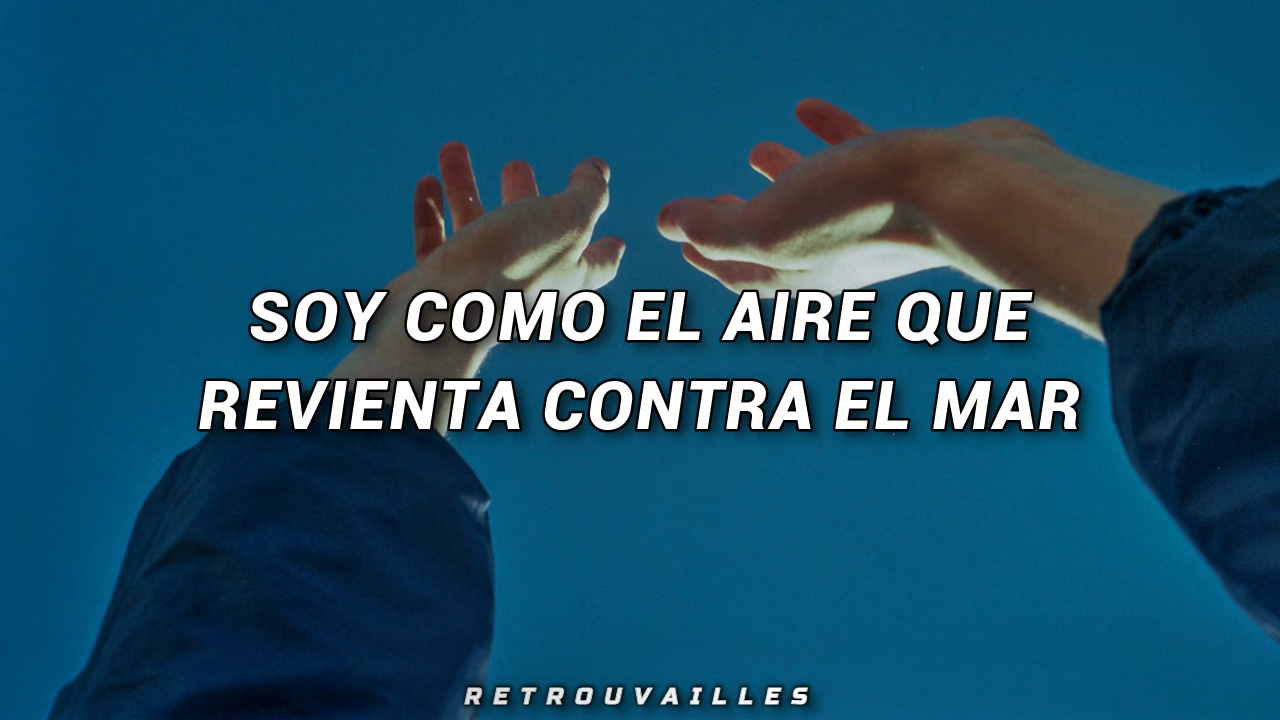 SOY COMO EL AIRE QUE
REVIENTA CONTRA EL MAR
RETROUVAILLES